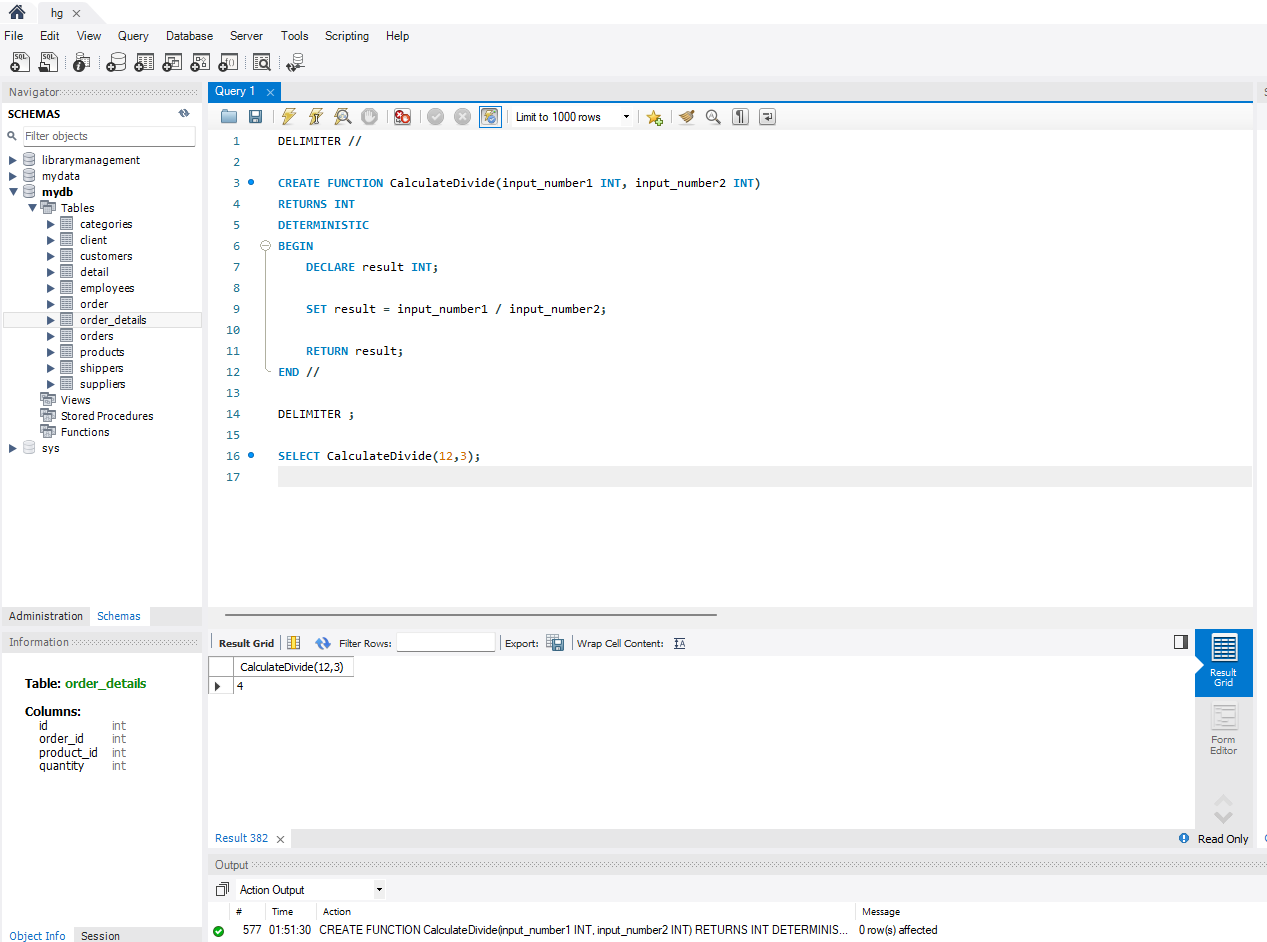 hg
File Edit View Query Database Server Tools Scripting Help
Navigator
SCHEMAS
Filter objects
librarymanagement
mydata
mydb
Tables
categories
client
customers
detail
employees
order
order_details
orders
products
shippers
suppliers
Views
Stored Procedures
Functions
sys
Administration Schemas
Information
Table: order_details
Columns:
id int
order_id int
product_id int
quantity int
Object Info Session
Query 1
Limit to 1000 rows
1 DELIMITER //
2
3 CREATE FUNCTION CalculateDivide(input_number1 INT, input_number2 INT)
4 RETURNS INT
5 DETERMINISTIC
6 BEGIN
7 DECLARE result INT;
8
9 SET result = input_number1 / input_number2;
10
11 RETURN result;
12 END //
13
14 DELIMITER ;
15
16 SELECT CalculateDivide(12,3);
17
Result Grid Filter Rows: Export: Wrap Cell Content:
CalculateDivide(12,3)
4
Result Grid
Form Editor
Result 382
Read Only
Output
Action Output
# Time Action Message
577 01:51:30 CREATE FUNCTION CalculateDivide(input_number1 INT, input_number2 INT) RETURNS INT DETERMINIS... 0 row(s) affected